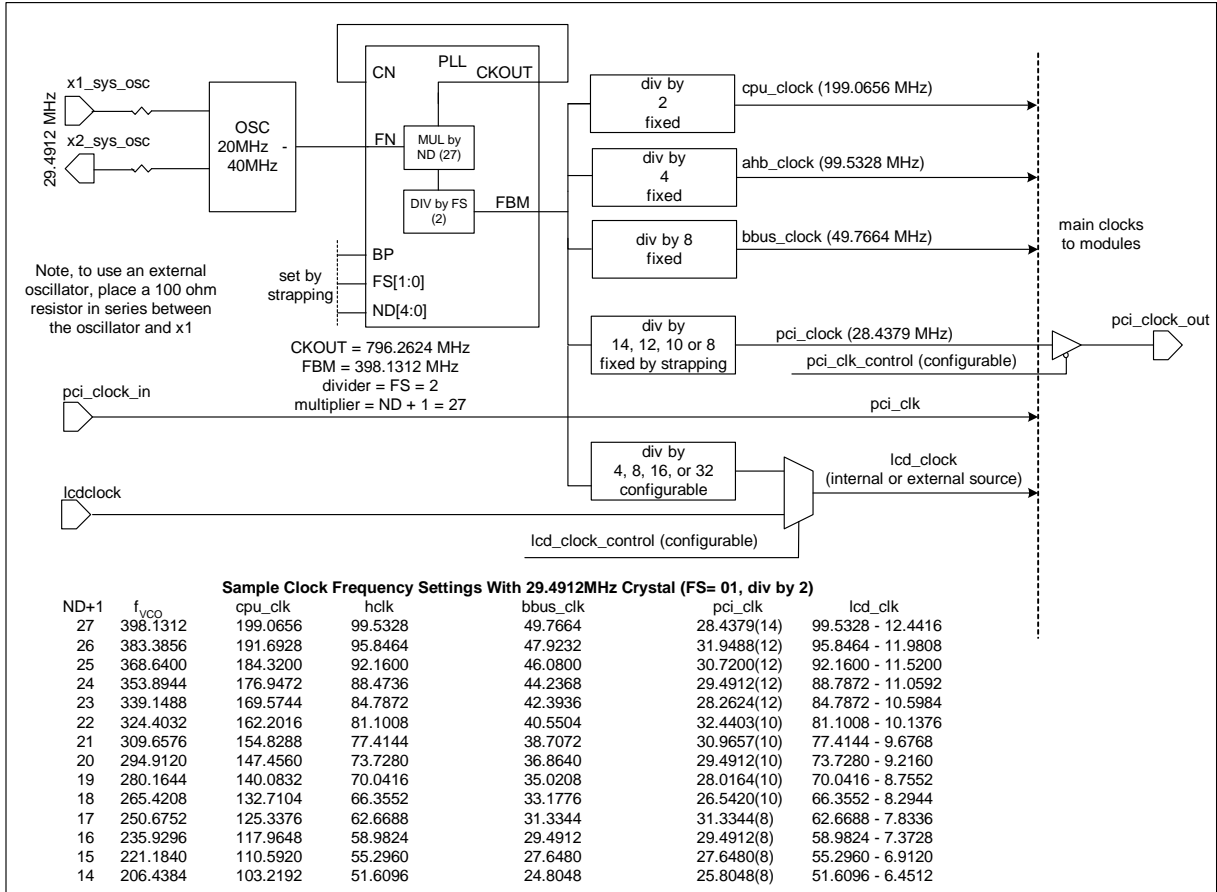 x1_sys_osc
x2_sys_osc
29.4912 MHz
OSC
20MHz -
40MHz
PLL
CN
CKOUT
FN
MUL by
ND (27)
DIV by FS
(2)
FBM
BP
FS[1:0]
ND[4:0]
set by
strapping
Note, to use an external
oscillator, place a 100 ohm
resistor in series between
the oscillator and x1
CKOUT = 796.2624 MHz
FBM = 398.1312 MHz
divider = FS = 2
multiplier = ND + 1 = 27
div by
2
fixed
cpu_clock (199.0656 MHz)
div by
4
fixed
ahb_clock (99.5328 MHz)
div by 8
fixed
bbus_clock (49.7664 MHz)
main clocks
to modules
div by
14, 12, 10 or 8
fixed by strapping
pci_clock (28.4379 MHz)
pci_clk_control (configurable)
pci_clock_out
pci_clock_in
pci_clk
div by
4, 8, 16, or 32
configurable
lcd_clock
(internal or external source)
lcdclock
lcd_clock_control (configurable)
Sample Clock Frequency Settings With 29.4912MHz Crystal (FS= 01, div by 2)
ND+1 fVCO cpu_clk hclk bbus_clk pci_clk lcd_clk
27 398.1312 199.0656 99.5328 49.7664 28.4379(14) 99.5328 - 12.4416
26 383.3856 191.6928 95.8464 47.9232 31.9488(12) 95.8464 - 11.9808
25 368.6400 184.3200 92.1600 46.0800 30.7200(12) 92.1600 - 11.5200
24 353.8944 176.9472 88.4736 44.2368 29.4912(12) 88.7872 - 11.0592
23 339.1488 169.5744 84.7872 42.3936 28.2624(12) 84.7872 - 10.5984
22 324.4032 162.2016 81.1008 40.5504 32.4403(10) 81.1008 - 10.1376
21 309.6576 154.8288 77.4144 38.7072 30.9657(10) 77.4144 - 9.6768
20 294.9120 147.4560 73.7280 36.8640 29.4912(10) 73.7280 - 9.2160
19 280.1644 140.0832 70.0416 35.0208 28.0164(10) 70.0416 - 8.7552
18 265.4208 132.7104 66.3552 33.1776 26.5420(10) 66.3552 - 8.2944
17 250.6752 125.3376 62.6688 31.3344 31.3344(8) 62.6688 - 7.8336
16 235.9296 117.9648 58.9824 29.4912 29.4912(8) 58.9824 - 7.3728
15 221.1840 110.5920 55.2960 27.6480 27.6480(8) 55.2960 - 6.9120
14 206.4384 103.2192 51.6096 24.8048 25.8048(8) 51.6096 - 6.4512